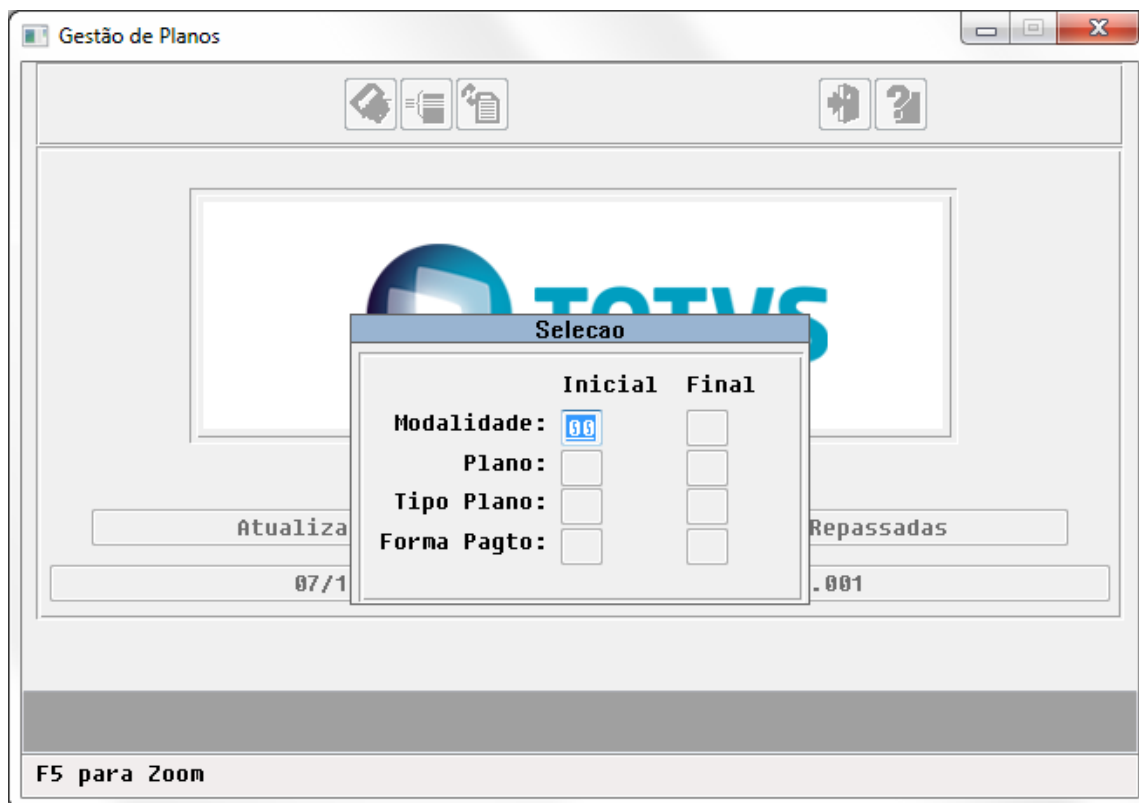 Gestão de Planos
TOTVS
Selecao
Inicial Final
Modalidade: 00
Plano:
Tipo Plano:
Forma Pagto:
Atualiza Repassadas
07/1 .001
F5 para Zoom